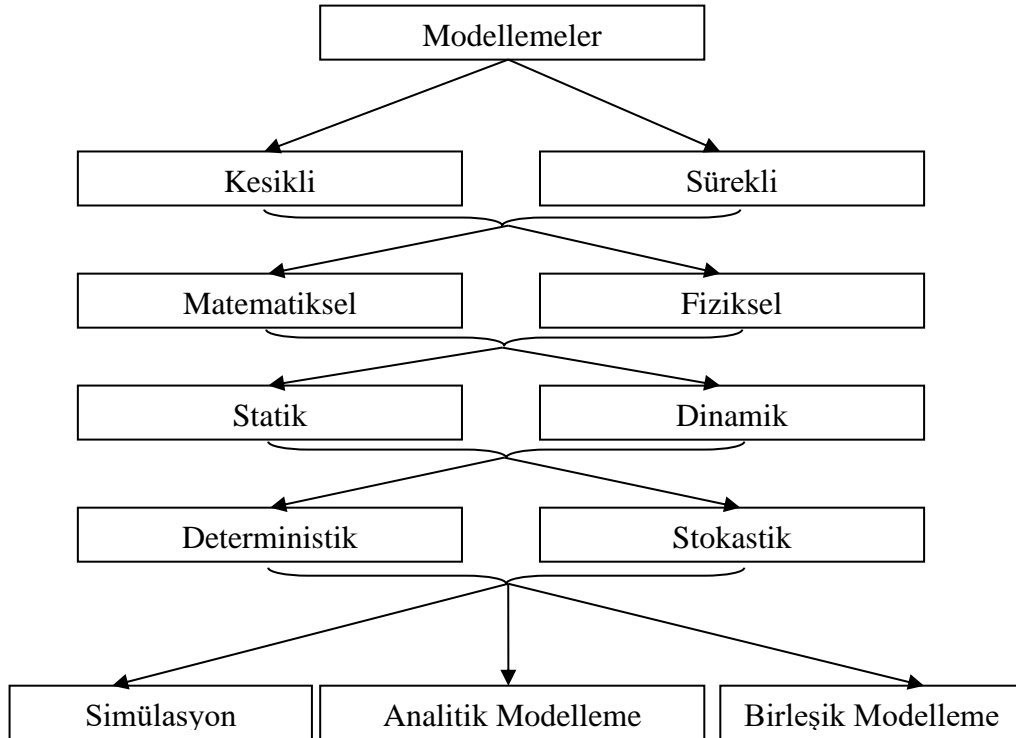 Modellemeler
Kesikli
Sürekli
Matematiksel
Fiziksel
Statik
Dinamik
Deterministik
Stokastik
Simülasyon
Analitik Modelleme
Birleşik Modelleme